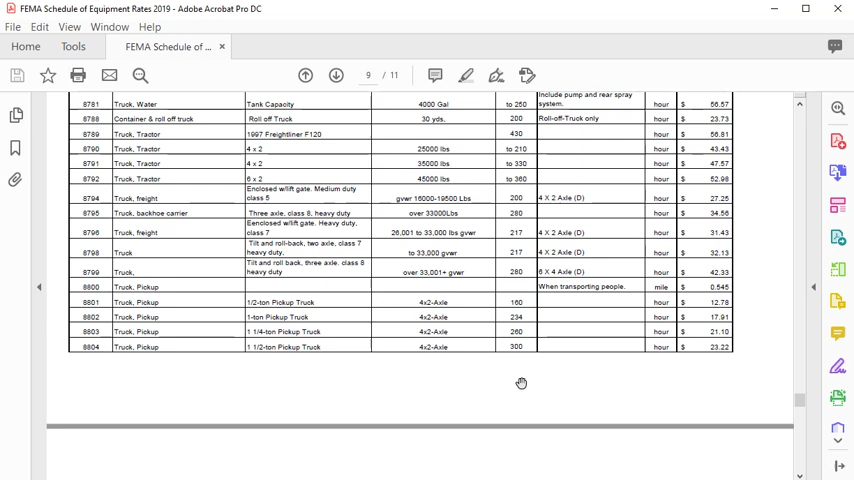 FEMA Schedule of Equipment Rates 2019 - Adobe Acrobat Pro DC
File Edit View Window Help
Home Tools FEMA Schedule of ... ×
9 / 11
8781 Truck, Water Tank Capacity 4000 Gal to 250 Include pump and rear spray system. hour $ 56.57
8788 Container & roll off truck Roll off Truck 30 yds. 200 Roll-off-Truck only hour $ 23.73
8789 Truck, Tractor 1997 Freightliner F120 430 hour $ 56.81
8790 Truck, Tractor 4 x 2 25000 lbs to 210 hour $ 43.43
8791 Truck, Tractor 4 x 2 35000 lbs to 330 hour $ 47.57
8792 Truck, Tractor 6 x 2 45000 lbs to 360 hour $ 52.98
8794 Truck, freight Enclosed w/lift gate. Medium duty class 5 gvwr 16000-19500 Lbs 200 4 X 2 Axle (D) hour $ 27.25
8795 Truck, backhoe carrier Three axle, class 8, heavy duty over 33000Lbs 280 hour $ 34.56
8796 Truck, freight Eenclosed w/lift gate. Heavy duty, class 7 26,001 to 33,000 lbs gvwr 217 4 X 2 Axle (D) hour $ 31.43
8798 Truck Tilt and roll-back, two axle, class 7 heavy duty, to 33,000 gvwr 217 4 X 2 Axle (D) hour $ 32.13
8799 Truck, Tilt and roll back, three axle. class 8 heavy duty over 33,001+ gvwr 280 6 X 4 Axle (D) hour $ 42.33
8800 Truck, Pickup When transporting people. mile $ 0.545
8801 Truck, Pickup 1/2-ton Pickup Truck 4x2-Axle 160 hour $ 12.78
8802 Truck, Pickup 1-ton Pickup Truck 4x2-Axle 234 hour $ 17.91
8803 Truck, Pickup 1 1/4-ton Pickup Truck 4x2-Axle 260 hour $ 21.10
8804 Truck, Pickup 1 1/2-ton Pickup Truck 4x2-Axle 300 hour $ 23.22